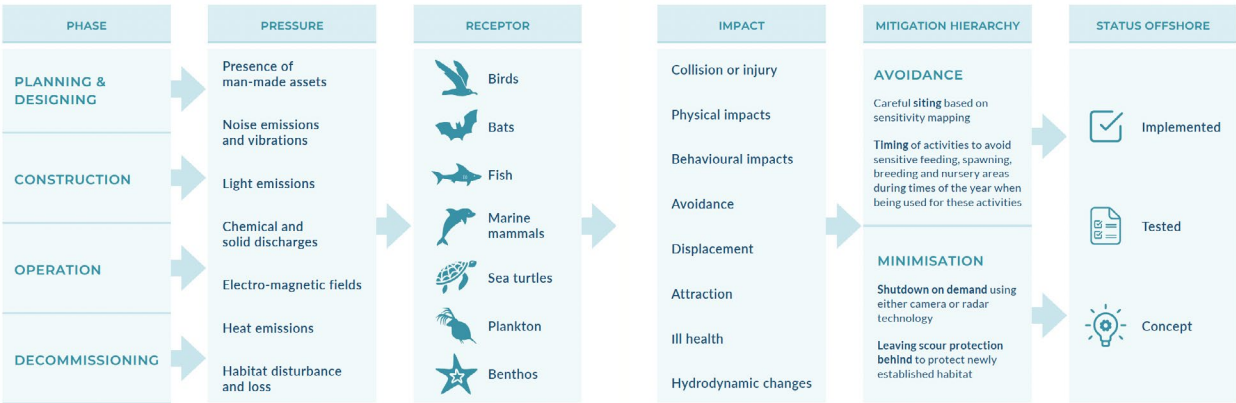 PHASE
PLANNING &
DESIGNING
CONSTRUCTION
OPERATION
DECOMMISSIONING
PRESSURE
Presence of
man-made assets
Noise emissions
and vibrations
Light emissions
Chemical and
solid discharges
Electro-magnetic fields
Heat emissions
Habitat disturbance
and loss
RECEPTOR
Birds
Bats
Fish
Marine
mammals
Sea turtles
Plankton
Benthos
IMPACT
Collision or injury
Physical impacts
Behavioural impacts
Avoidance
Displacement
Attraction
Ill health
Hydrodynamic changes
MITIGATION HIERARCHY
AVOIDANCE
Careful siting based on
sensitivity mapping
Timing of activities to avoid
sensitive feeding, spawning,
breeding and nursery areas
during times of the year when
being used for these activities
MINIMISATION
Shutdown on demand using
either camera or radar
technology
Leaving scour protection
behind to protect newly
established habitat
STATUS OFFSHORE
Implemented
Tested
Concept